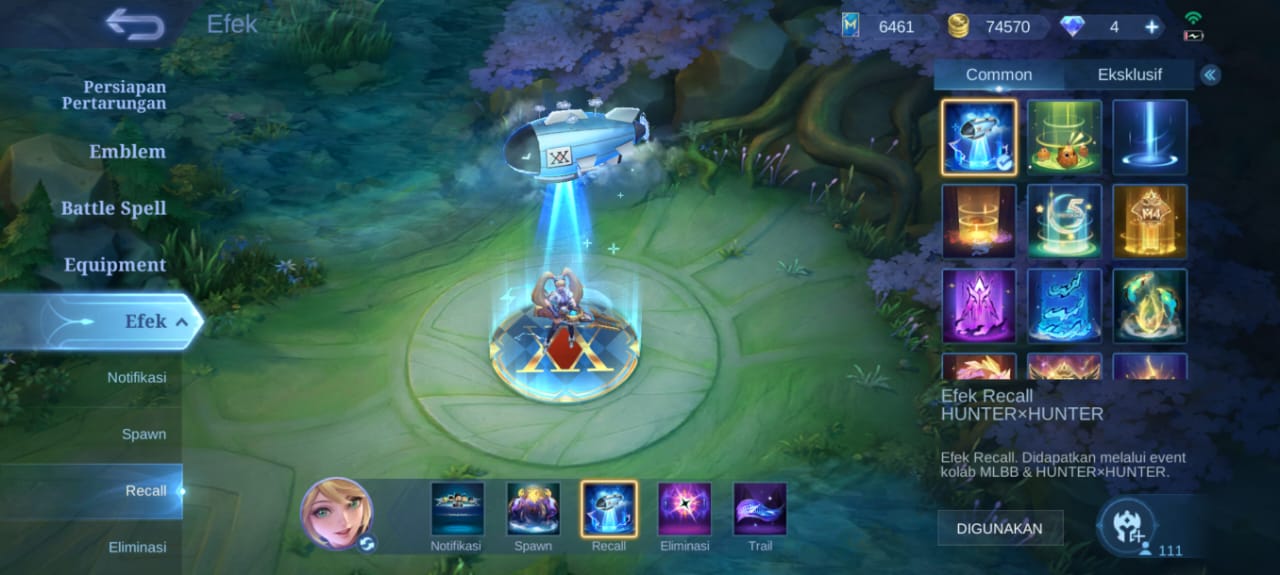 Efek
6461
74570
4
Persiapan
Pertarungan
Emblem
Battle Spell
Equipment
Efek
Notifikasi
Spawn
Recall
Eliminasi
Common
Eksklusif
M4
Efek Recall
HUNTER×HUNTER
Efek Recall. Didapatkan melalui event
kolab MLBB & HUNTER×HUNTER.
DIGUNAKAN
111
Notifikasi
Spawn
Recall
Eliminasi
Trail